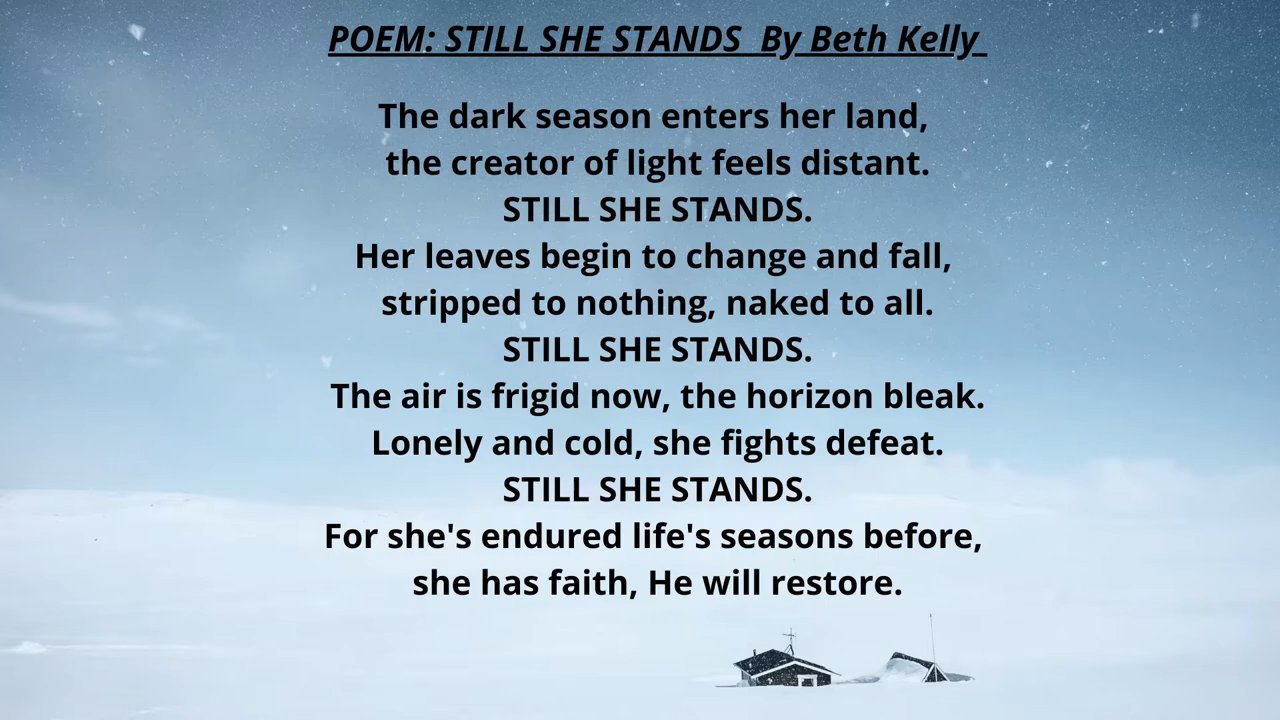 POEM: STILL SHE STANDS By Beth Kelly
The dark season enters her land,
the creator of light feels distant.
STILL SHE STANDS.
Her leaves begin to change and fall,
stripped to nothing, naked to all.
STILL SHE STANDS.
The air is frigid now, the horizon bleak.
Lonely and cold, she fights defeat.
STILL SHE STANDS.
For she's endured life's seasons before,
she has faith, He will restore.